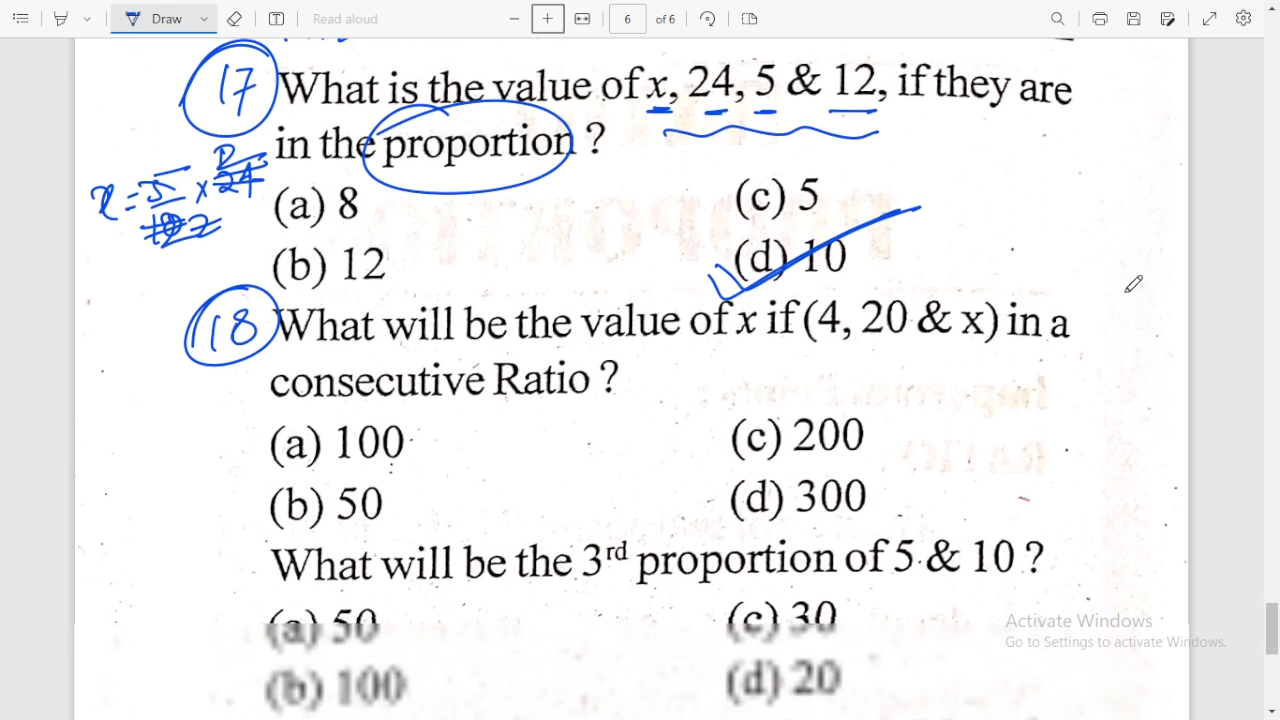 Draw
Read aloud
6 of 6
17 What is the value of x, 24, 5 & 12, if they are
in the proportion ?
(a) 8
(c) 5
(b) 12
(d) 10
18 What will be the value of x if (4, 20 & x) in a
consecutive Ratio ?
(a) 100
(c) 200
(b) 50
(d) 300
What will be the 3rd proportion of 5 & 10 ?
(a) 50
(c) 30
(b) 100
(d) 20
Activate Windows
Go to Settings to activate Windows.